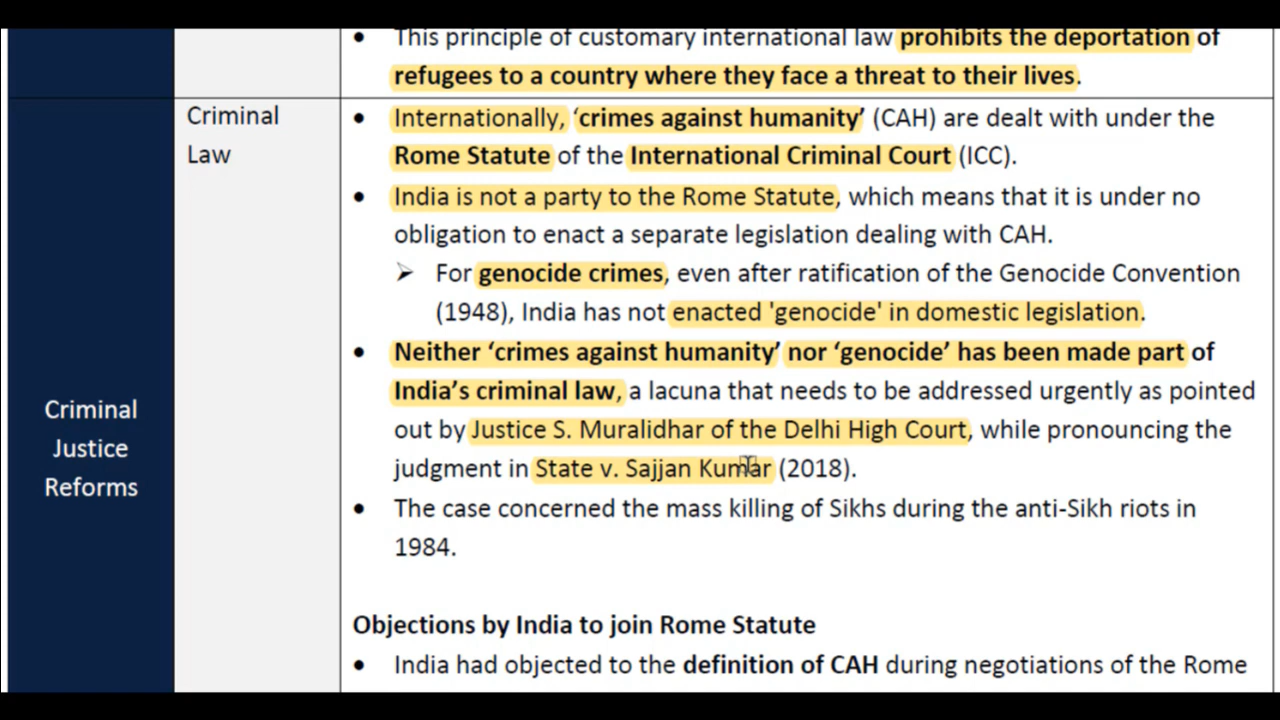 This principle of customary international law prohibits the deportation of
refugees to a country where they face a threat to their lives.
Criminal
Justice
Reforms
Criminal
Law
• Internationally, ‘crimes against humanity’ (CAH) are dealt with under the
Rome Statute of the International Criminal Court (ICC).
• India is not a party to the Rome Statute, which means that it is under no
obligation to enact a separate legislation dealing with CAH.
➢ For genocide crimes, even after ratification of the Genocide Convention
(1948), India has not enacted 'genocide' in domestic legislation.
• Neither ‘crimes against humanity’ nor ‘genocide’ has been made part of
India’s criminal law, a lacuna that needs to be addressed urgently as pointed
out by Justice S. Muralidhar of the Delhi High Court, while pronouncing the
judgment in State v. Sajjan Kumar (2018).
• The case concerned the mass killing of Sikhs during the anti-Sikh riots in
1984.
Objections by India to join Rome Statute
• India had objected to the definition of CAH during negotiations of the Rome